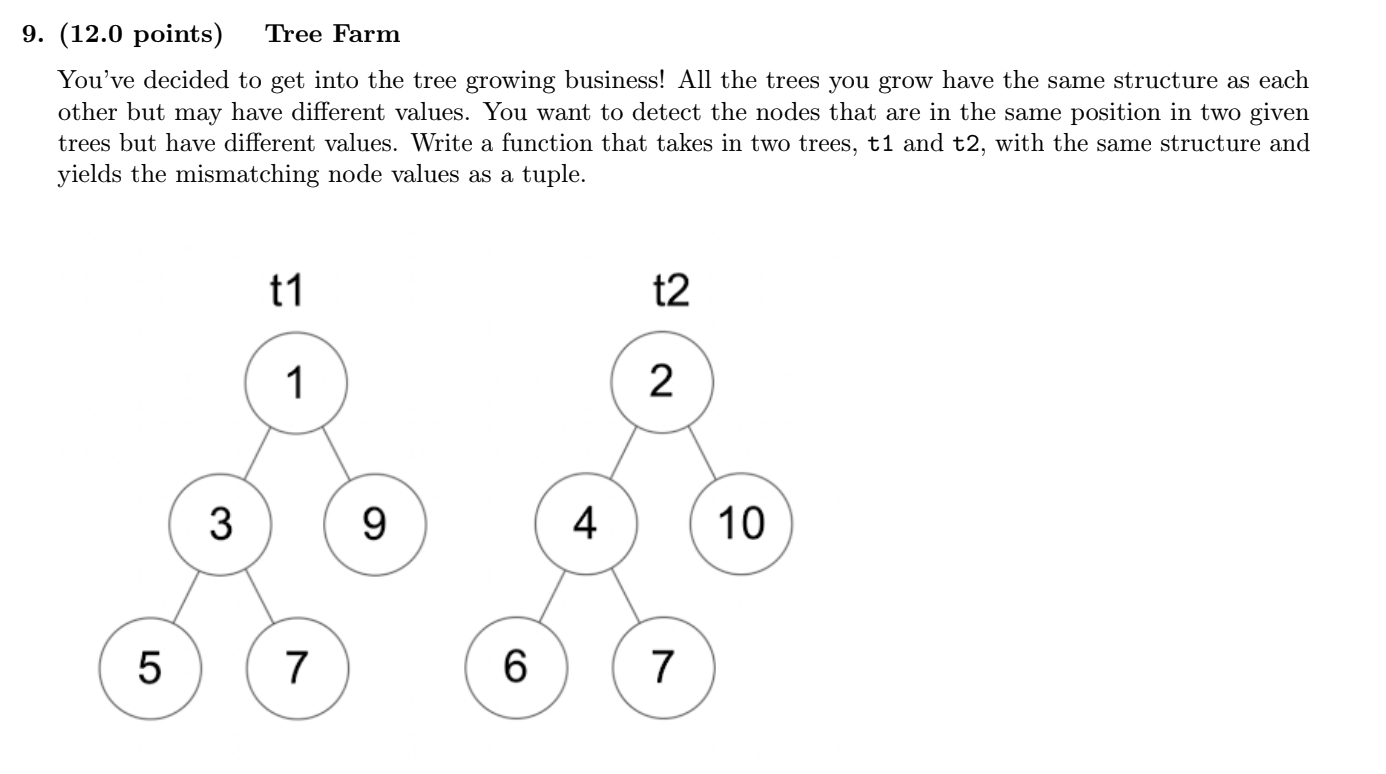 9. (12.0 points) Tree Farm
You've decided to get into the tree growing business! All the trees you grow have the same structure as each
other but may have different values. You want to detect the nodes that are in the same position in two given
trees but have different values. Write a function that takes in two trees, t1 and t2, with the same structure and
yields the mismatching node values as a tuple.
t1 t2
1 2
3 9 4 10
5 7 6 7